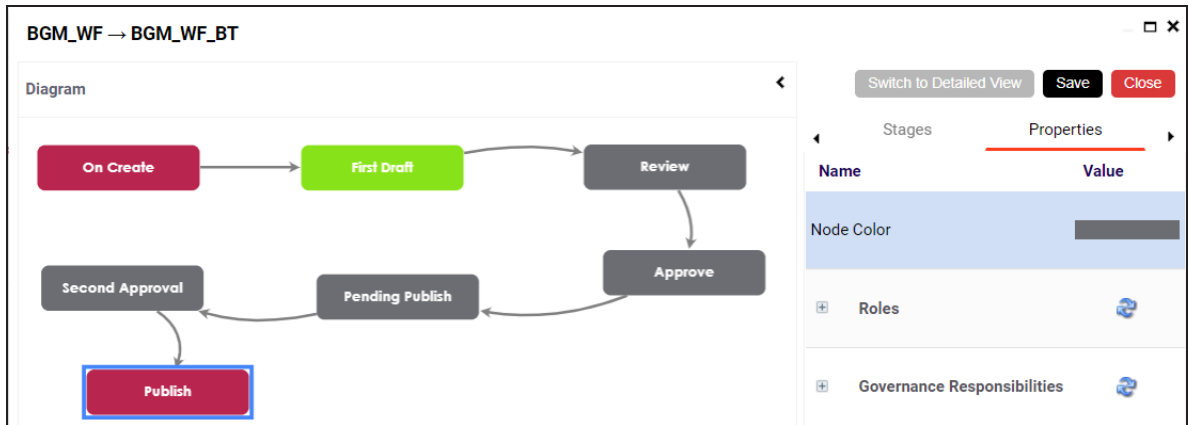 BGM_WF → BGM_WF_BT
Diagram
Switch to Detailed View Save Close
Stages Properties
On Create First Draft Review
Name Value
Node Color
Approve
Second Approval Pending Publish
Roles
Publish
Governance Responsibilities